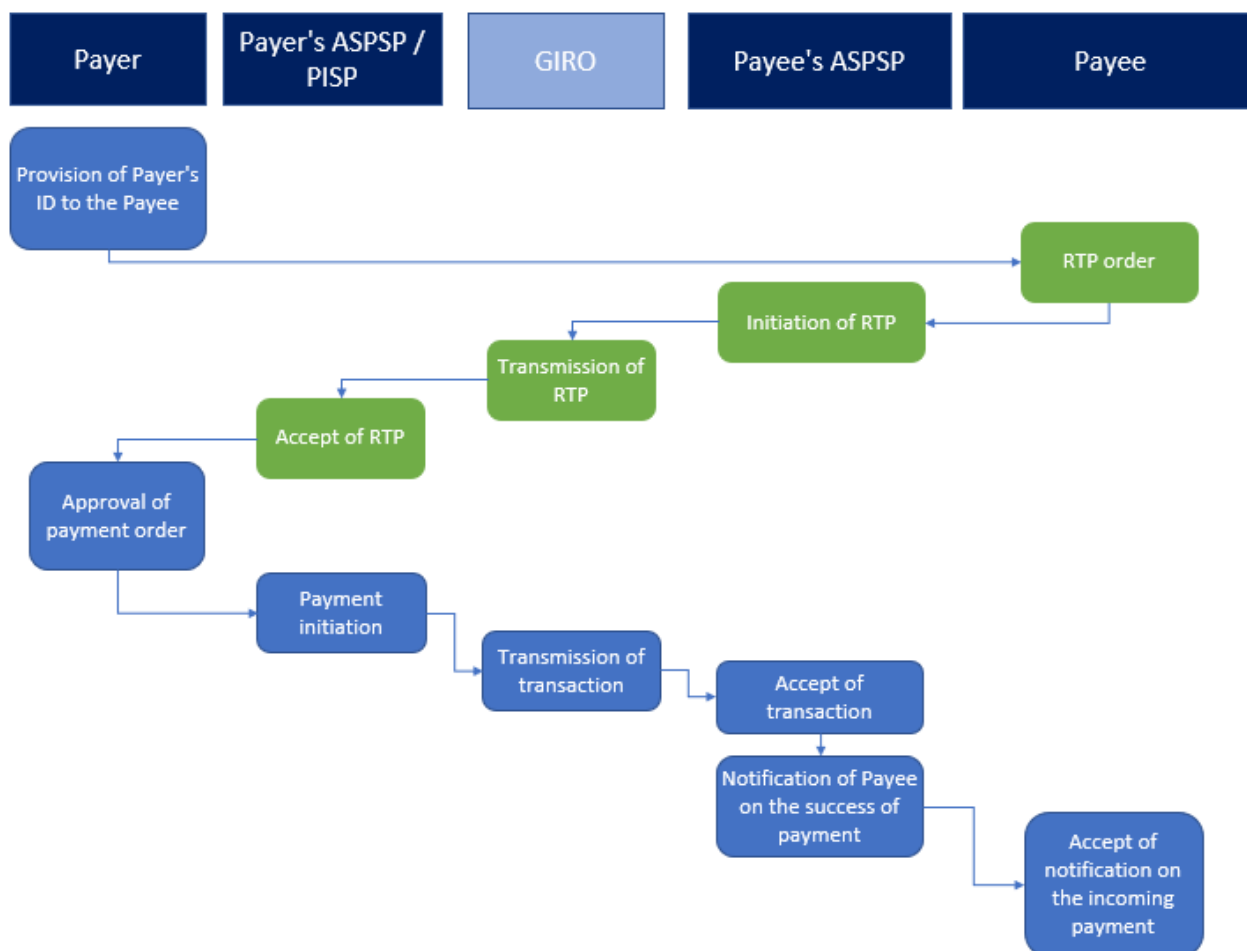 Payer
Payer's ASPSP /
PISP
GIRO
Payee's ASPSP
Payee
Provision of Payer's
ID to the Payee
RTP order
Initiation of RTP
Transmission of
RTP
Accept of RTP
Approval of
payment order
Payment
initiation
Transmission of
transaction
Accept of
transaction
Notification of Payee
on the success of
payment
Accept of
notification on
the incoming
payment